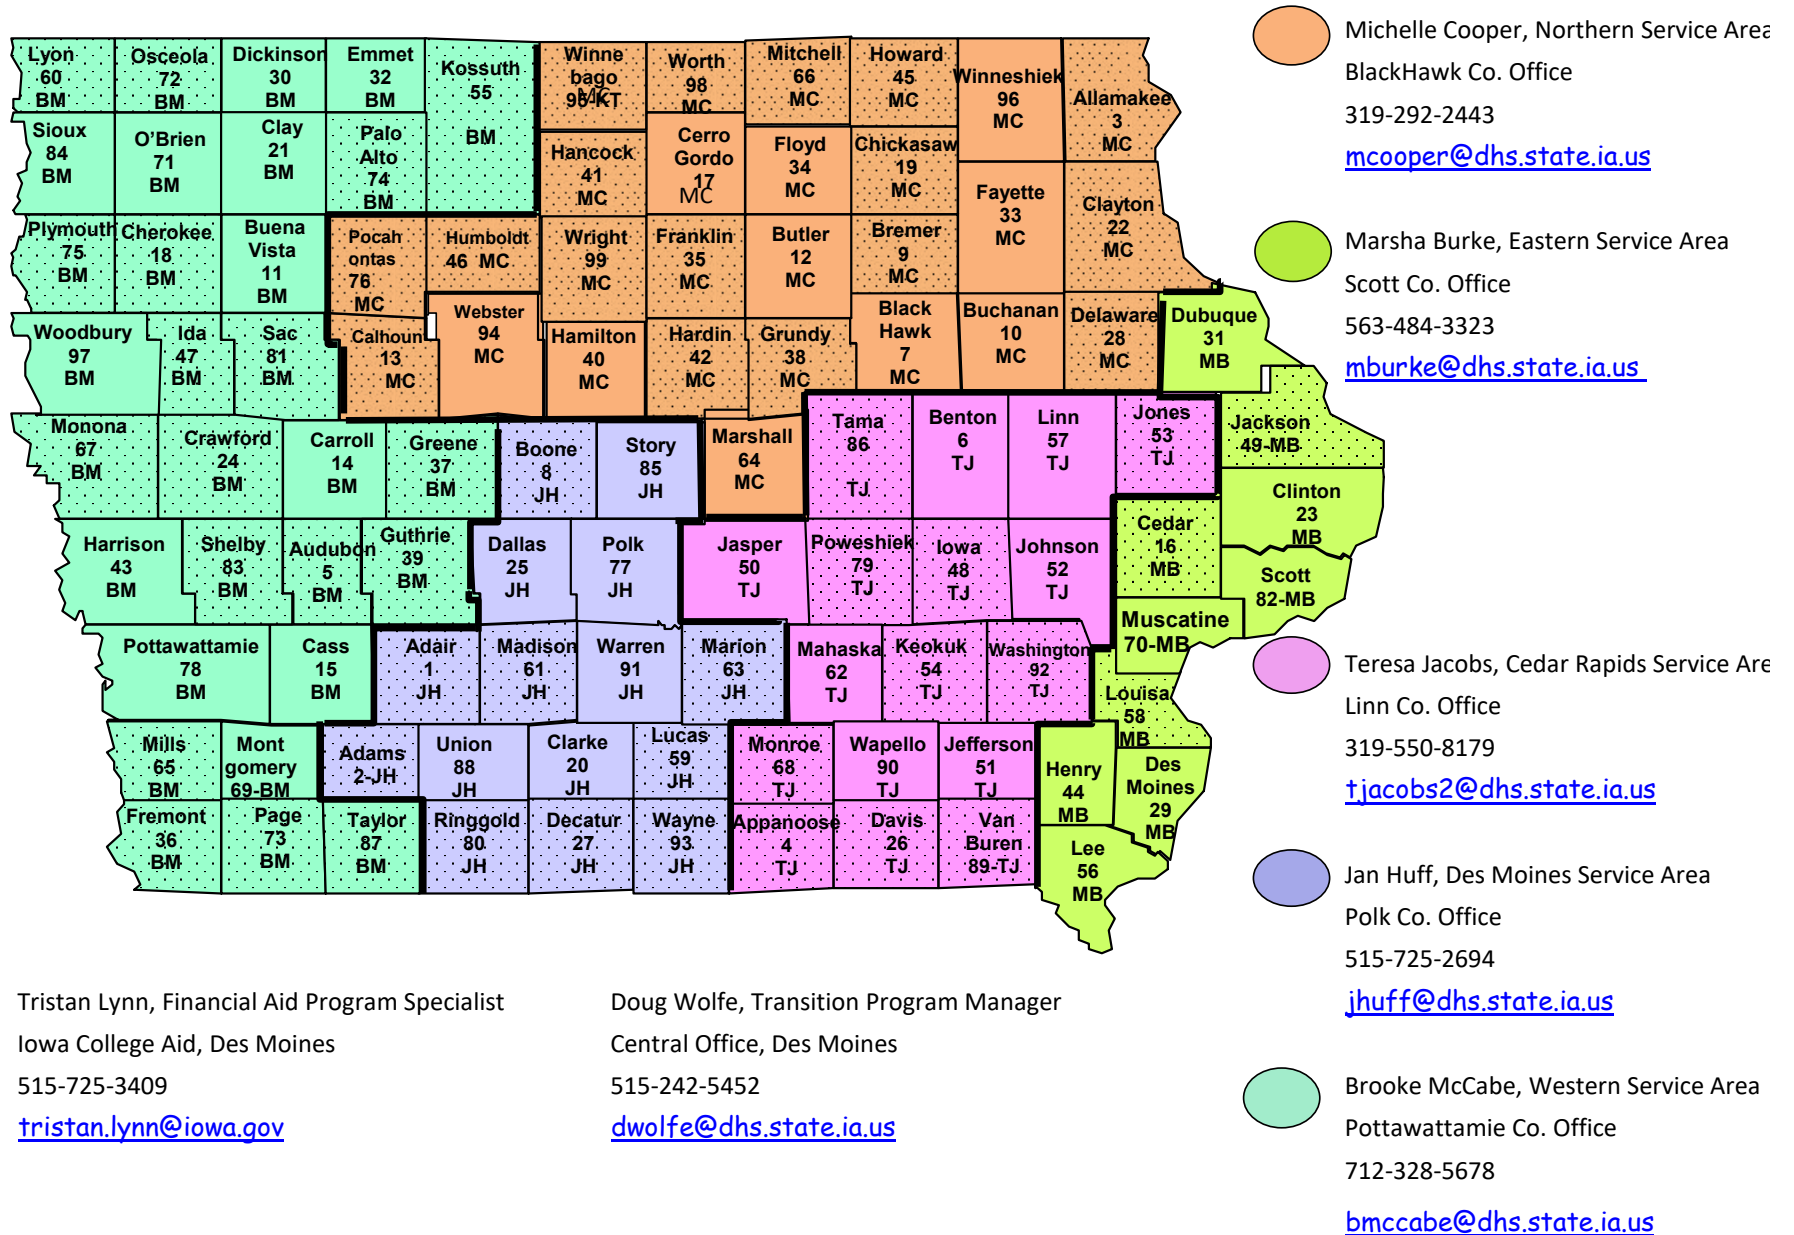 Lyon
60
BM
Osceola
72
BM
Dickinson
30
BM
Emmet
32
BM
Kossuth
55
BM
Winne
bago
95-KT
MC
Worth
98
MC
Mitchell
66
MC
Howard
45
MC
Winneshiek
96
MC
Allamakee
3
MC
Sioux
84
BM
O'Brien
71
BM
Clay
21
BM
Palo
Alto
74
BM
Hancock
41
MC
Cerro
Gordo
17
MC
Floyd
34
MC
Chickasaw
19
MC
Fayette
33
MC
Clayton
22
MC
Plymouth
75
BM
Cherokee
18
BM
Buena
Vista
11
BM
Pocah
ontas
76
MC
Humboldt
46 MC
Wright
99
MC
Franklin
35
MC
Butler
12
MC
Bremer
9
MC
Woodbury
97
BM
Ida
47
BM
Sac
81
BM
Calhoun
13
MC
Webster
94
MC
Hamilton
40
MC
Hardin
42
MC
Grundy
38
MC
Black
Hawk
7
MC
Buchanan
10
MC
Delaware
28
MC
Dubuque
31
MB
Monona
67
BM
Crawford
24
BM
Carroll
14
BM
Greene
37
BM
Boone
8
JH
Story
85
JH
Marshall
64
MC
Tama
86
TJ
Benton
6
TJ
Linn
57
TJ
Jones
53
TJ
Jackson
49-MB
Clinton
23
MB
Harrison
43
BM
Shelby
83
BM
Audubon
5
BM
Guthrie
39
BM
Dallas
25
JH
Polk
77
JH
Jasper
50
TJ
Poweshiek
79
TJ
Iowa
48
TJ
Johnson
52
TJ
Cedar
16
MB
Scott
82-MB
Muscatine
70-MB
Pottawattamie
78
BM
Cass
15
BM
Adair
1
JH
Madison
61
JH
Warren
91
JH
Marion
63
JH
Mahaska
62
TJ
Keokuk
54
TJ
Washington
92
TJ
Louisa
58
MB
Mills
65
BM
Mont
gomery
69-BM
Adams
2-JH
Union
88
JH
Clarke
20
JH
Lucas
59
JH
Monroe
68
TJ
Wapello
90
TJ
Jefferson
51
TJ
Henry
44
MB
Des
Moines
29
MB
Fremont
36
BM
Page
73
BM
Taylor
87
BM
Ringgold
80
JH
Decatur
27
JH
Wayne
93
JH
Appanoose
4
TJ
Davis
26
TJ
Van
Buren
89-TJ
Lee
56
MB
Michelle Cooper, Northern Service Area
BlackHawk Co. Office
319-292-2443
mcooper@dhs.state.ia.us
Marsha Burke, Eastern Service Area
Scott Co. Office
563-484-3323
mburke@dhs.state.ia.us
Teresa Jacobs, Cedar Rapids Service Are
Linn Co. Office
319-550-8179
tjacobs2@dhs.state.ia.us
Jan Huff, Des Moines Service Area
Polk Co. Office
515-725-2694
jhuff@dhs.state.ia.us
Brooke McCabe, Western Service Area
Pottawattamie Co. Office
712-328-5678
bmccabe@dhs.state.ia.us
Tristan Lynn, Financial Aid Program Specialist
Iowa College Aid, Des Moines
515-725-3409
tristan.lynn@iowa.gov
Doug Wolfe, Transition Program Manager
Central Office, Des Moines
515-242-5452
dwolfe@dhs.state.ia.us